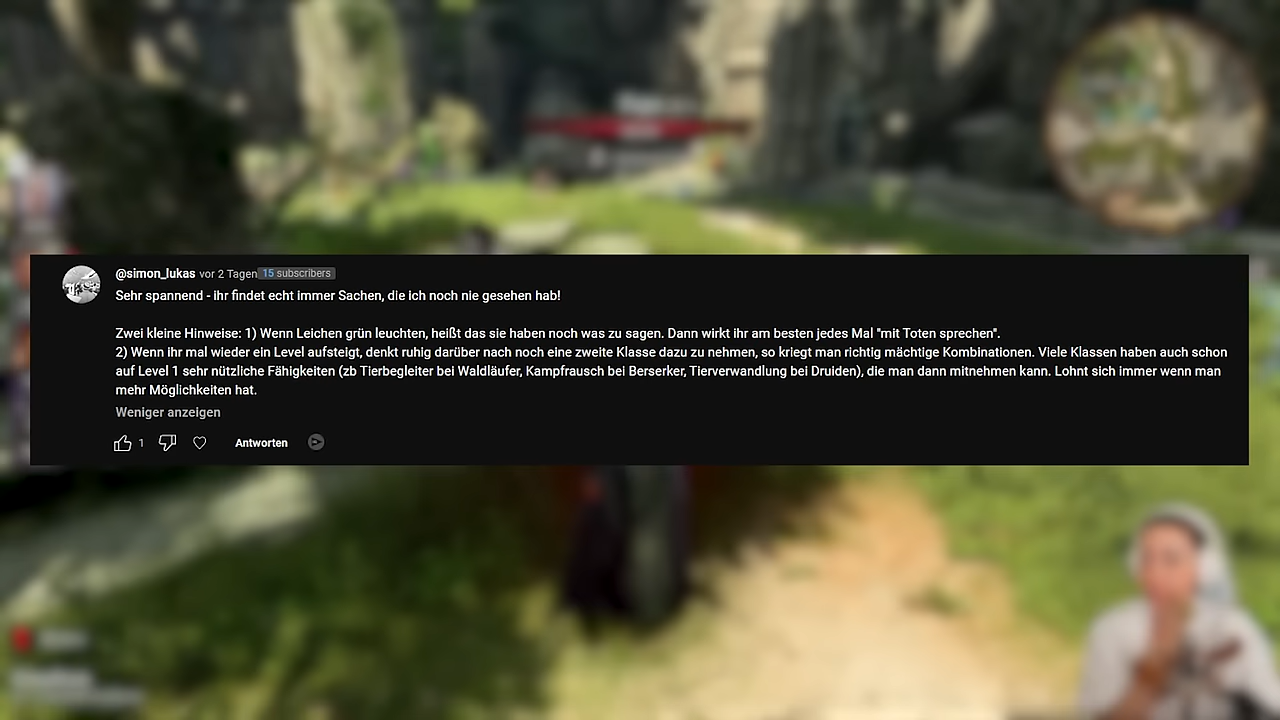 @simon_lukas vor 2 Tagen 15 subscribers
Sehr spannend - ihr findet echt immer Sachen, die ich noch nie gesehen hab!
Zwei kleine Hinweise: 1) Wenn Leichen grün leuchten, heißt das sie haben noch was zu sagen. Dann wirkt ihr am besten jedes Mal "mit Toten sprechen".
2) Wenn ihr mal wieder ein Level aufsteigt, denkt ruhig darüber nach noch eine zweite Klasse dazu zu nehmen, so kriegt man richtig mächtige Kombinationen. Viele Klassen haben auch schon
auf Level 1 sehr nützliche Fähigkeiten (zb Tierbegleiter bei Waldläufer, Kampfrausch bei Berserker, Tierverwandlung bei Druiden), die man dann mitnehmen kann. Lohnt sich immer wenn man
mehr Möglichkeiten hat.
Weniger anzeigen
1 Antworten